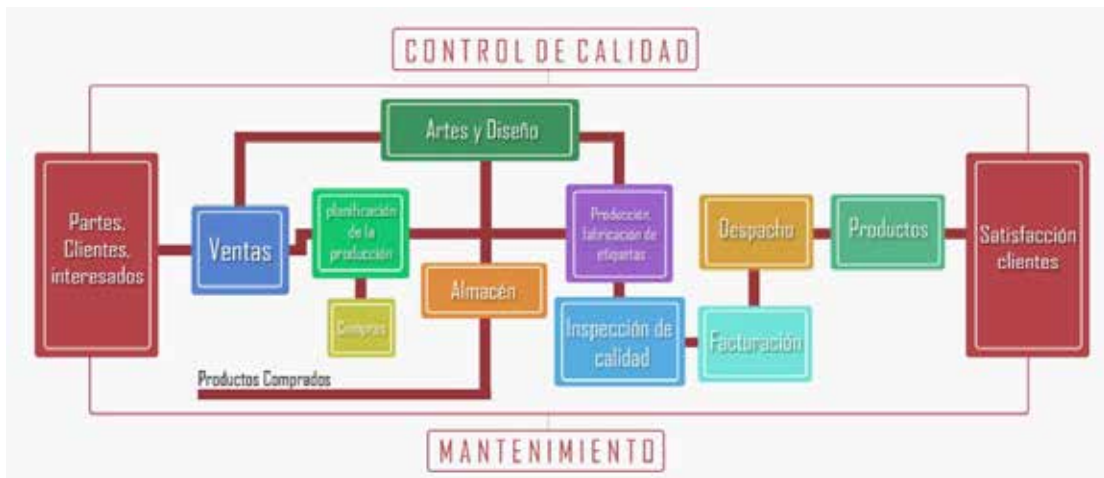 CONTROL DE CALIDAD
Artes y Diseño
Partes,
Clientes,
interesados
Ventas
planificación
de la
producción
Compras
Almacén
Productos Comprados
Producción,
fabricación de
etiquetas
Inspección de
calidad
Facturación
Despacho
Productos
Satisfacción
clientes
MANTENIMIENTO